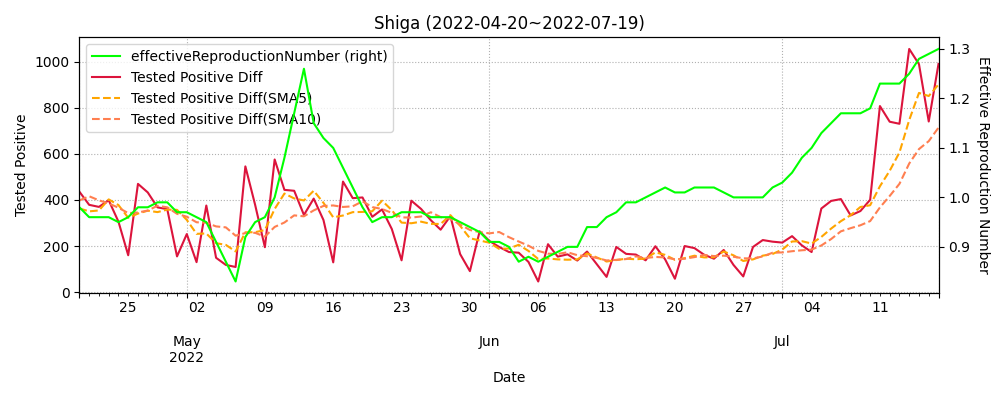 Shiga (2022-04-20~2022-07-19)
effectiveReproductionNumber (right)
Tested Positive Diff
Tested Positive Diff(SMA5)
Tested Positive Diff(SMA10)
Tested Positive
1000
800
600
400
200
0
1.3
1.2
1.1
1.0
0.9
Effective Reproduction Number
25 02 09 16 23 30 06 13 20 27 04 11
May Jun Jul
2022
Date